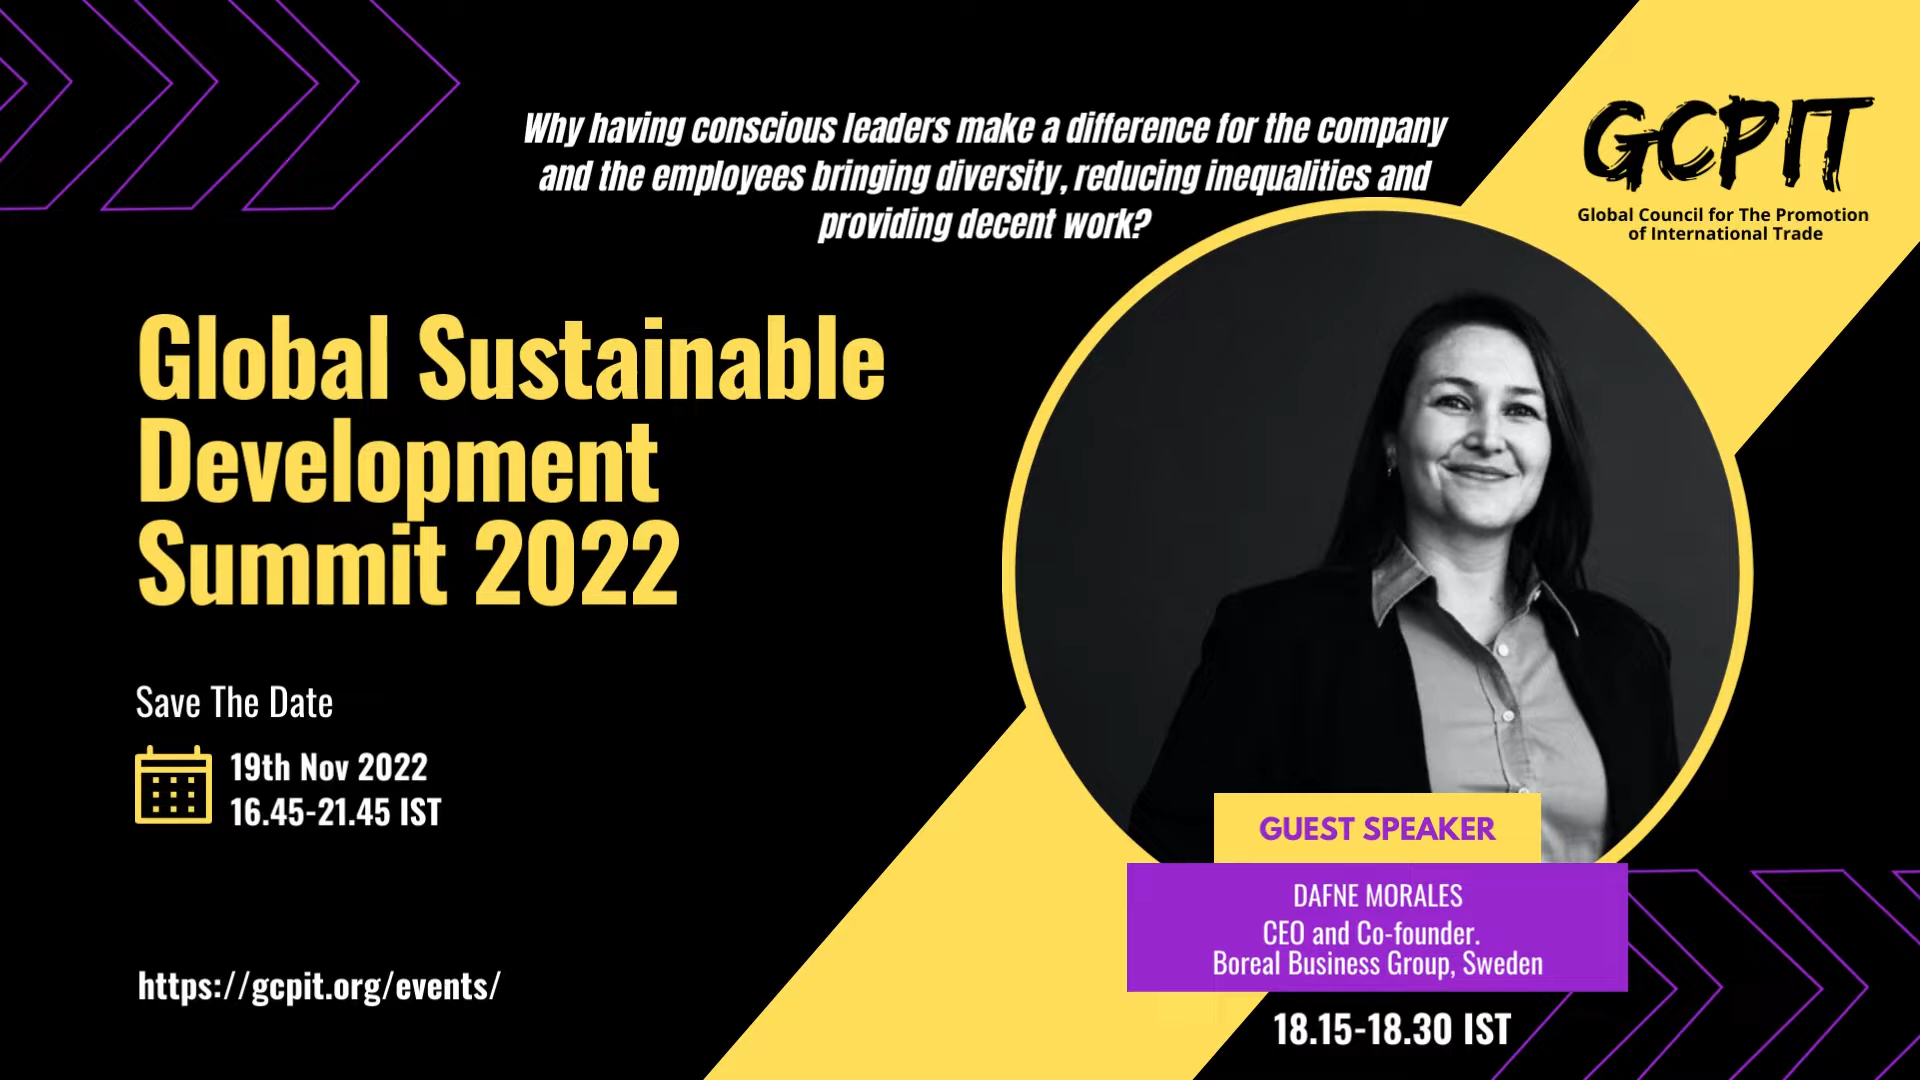 Why having conscious leaders make a difference for the company
and the employees bringing diversity, reducing inequalities and
providing decent work?
GCPIT
Global Council for The Promotion
of International Trade
Global Sustainable
Development
Summit 2022
Save The Date
19th Nov 2022
16.45-21.45 IST
https://gcpit.org/events/
GUEST SPEAKER
DAFNE MORALES
CEO and Co-founder.
Boreal Business Group, Sweden
18.15-18.30 IST